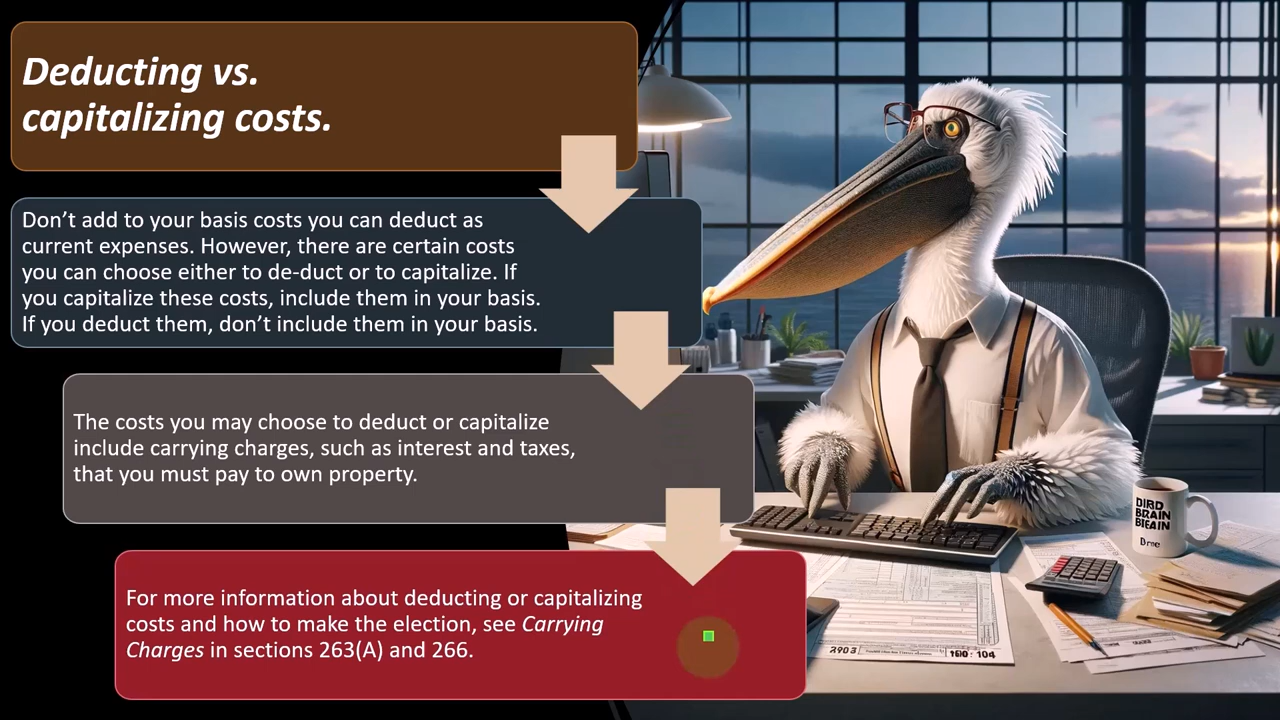 Deducting vs.
capitalizing costs.
Don’t add to your basis costs you can deduct as
current expenses. However, there are certain costs
you can choose either to de-duct or to capitalize. If
you capitalize these costs, include them in your basis.
If you deduct them, don’t include them in your basis.
The costs you may choose to deduct or capitalize
include carrying charges, such as interest and taxes,
that you must pay to own property.
For more information about deducting or capitalizing
costs and how to make the election, see Carrying
Charges in sections 263(A) and 266.
DIRD
BRAIN
BIEAIN
2903